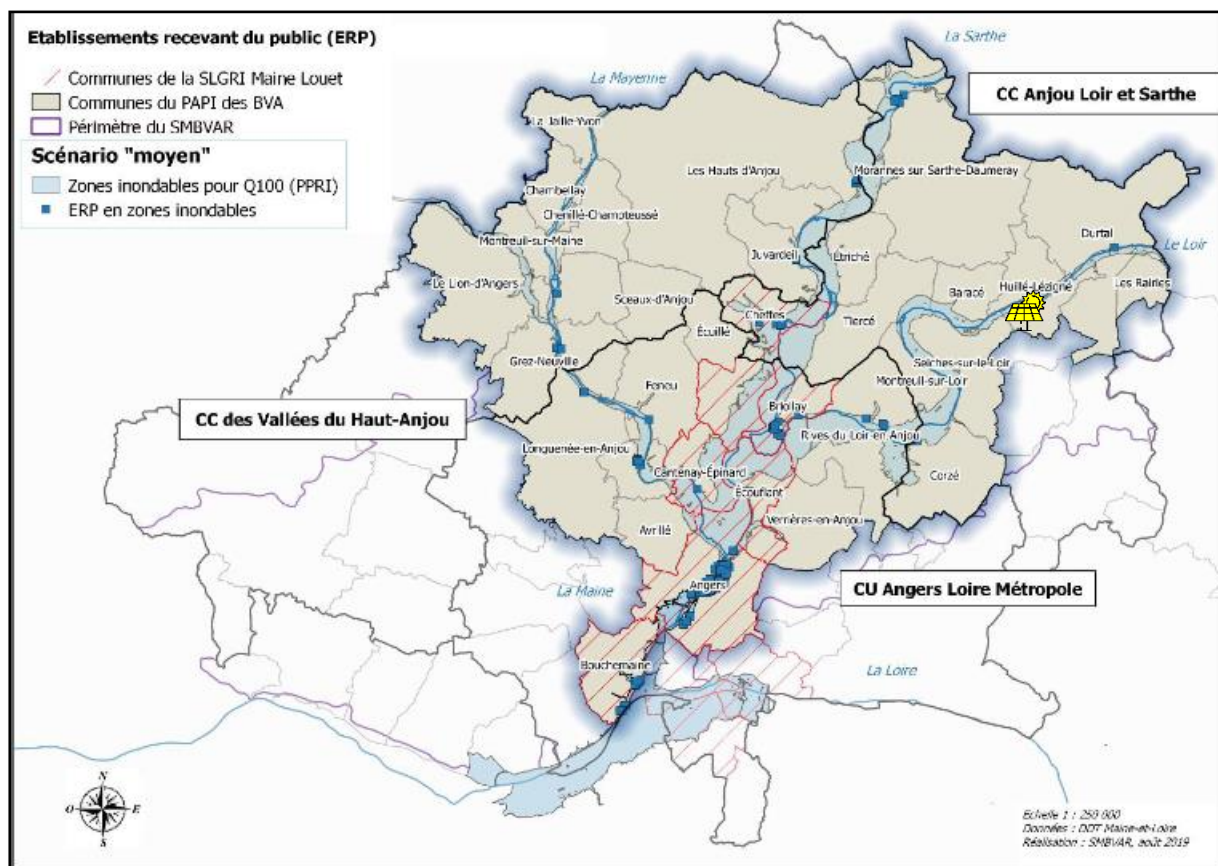 Etablissements recevant du public (ERP)
Communes de la SLGRI Maine Louet
Communes du PAPI des BVA
Périmètre du SMBVAR
Scénario "moyen"
Zones inondables pour Q100 (PPRI)
ERP en zones inondables
La Sarthe
La Mayenne
CC Anjou Loir et Sarthe
La Jaille-Yvon
Les Hauts d'Anjou
Morannes sur Sarthe-Daumeray
Chambellay
Chenillé-Champteussé
Montreuil-sur-Maine
Juvardeil
Étriché
Durtal
Le Loir
Le Lion-d'Angers
Sceaux-d'Anjou
Baracé
Huillé-Lézigné
Les Rairies
Cheffes
Tiercé
Écuillé
Grez-Neuville
Seiches-sur-le-Loir
Feneu
Montreuil-sur-Loir
CC des Vallées du Haut-Anjou
Briollay
Rives du Loir-en-Anjou
Longuenée-en-Anjou
Cantenay-Épinard
Corzé
Écouflant
Verrières-en-Anjou
Avrillé
La Maine
Angers
CU Angers Loire Métropole
Bouchemaine
La Loire
N
O
E
S
Echelle 1 : 250 000
Données : DDT Maine-et-Loire
Réalisation : SMBVAR, août 2019